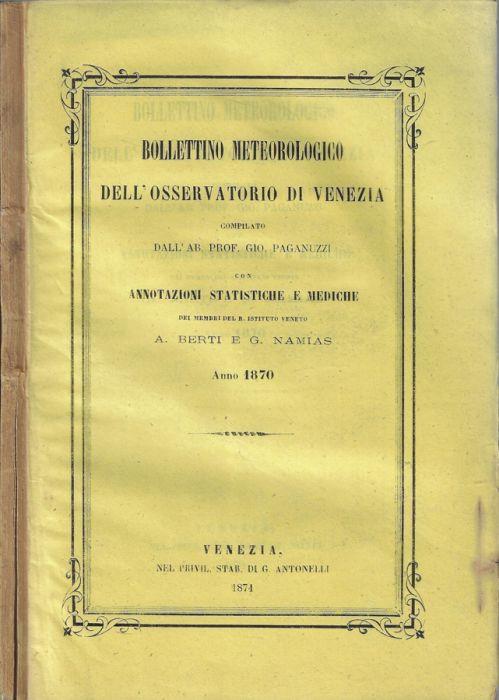 BOLLETTINO METEOROLOGICO
DELL'OSSERVATORIO DI VENEZIA
COMPILATO
DALL'AB. PROF. GIO. PAGANUZZI
CON
ANNOTAZIONI STATISTICHE E MEDICHE
DEI MEMBRI DEL R. ISTITUTO VENETO
A. BERTI E G. NAMIAS
Anno 1870
VENEZIA,
NEL PRIVIL. STAB. DI G. ANTONELLI
1871